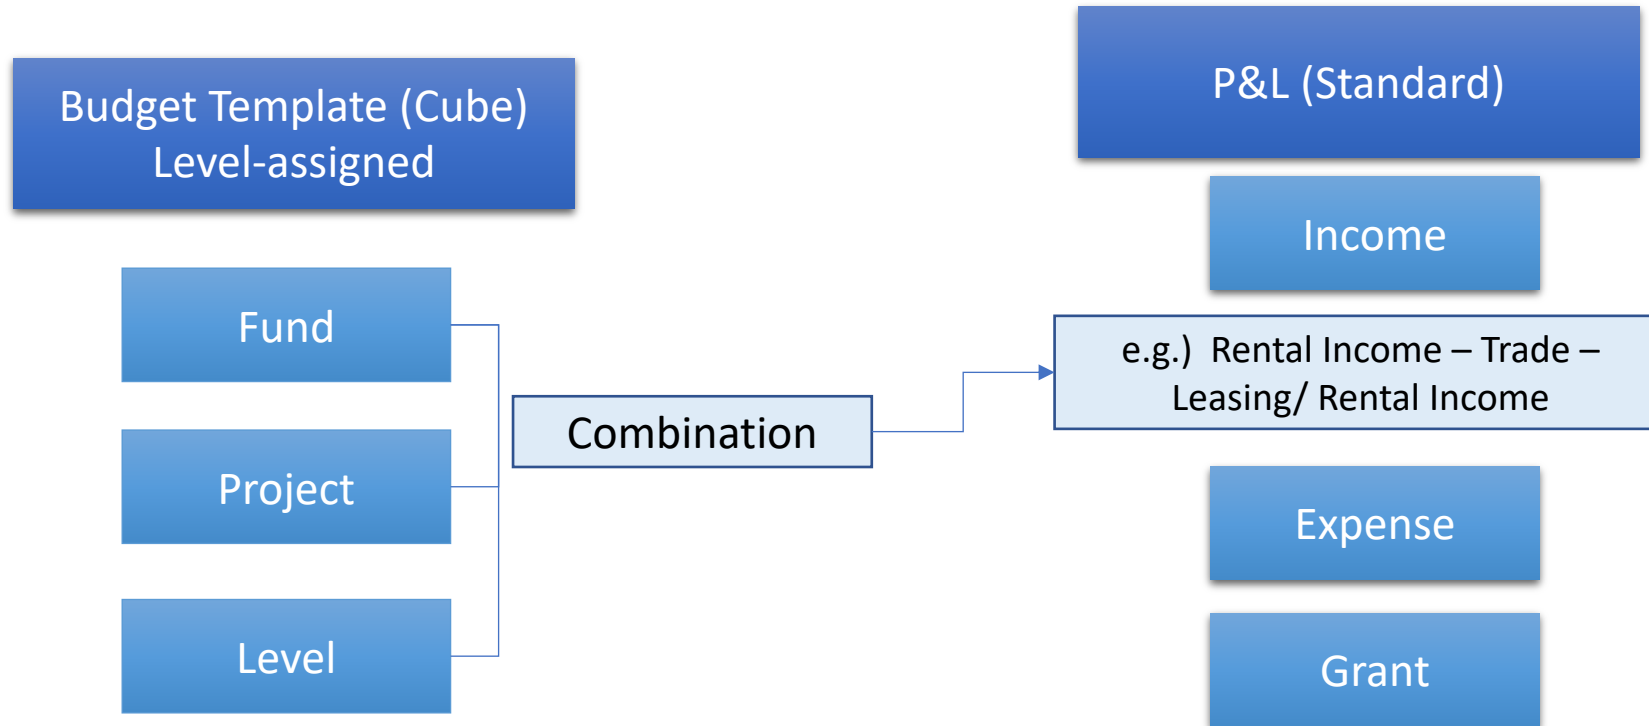 Budget Template (Cube)
Level-assigned
Fund
Project
Level
Combination
P&L (Standard)
Income
e.g.) Rental Income – Trade –
Leasing/ Rental Income
Expense
Grant